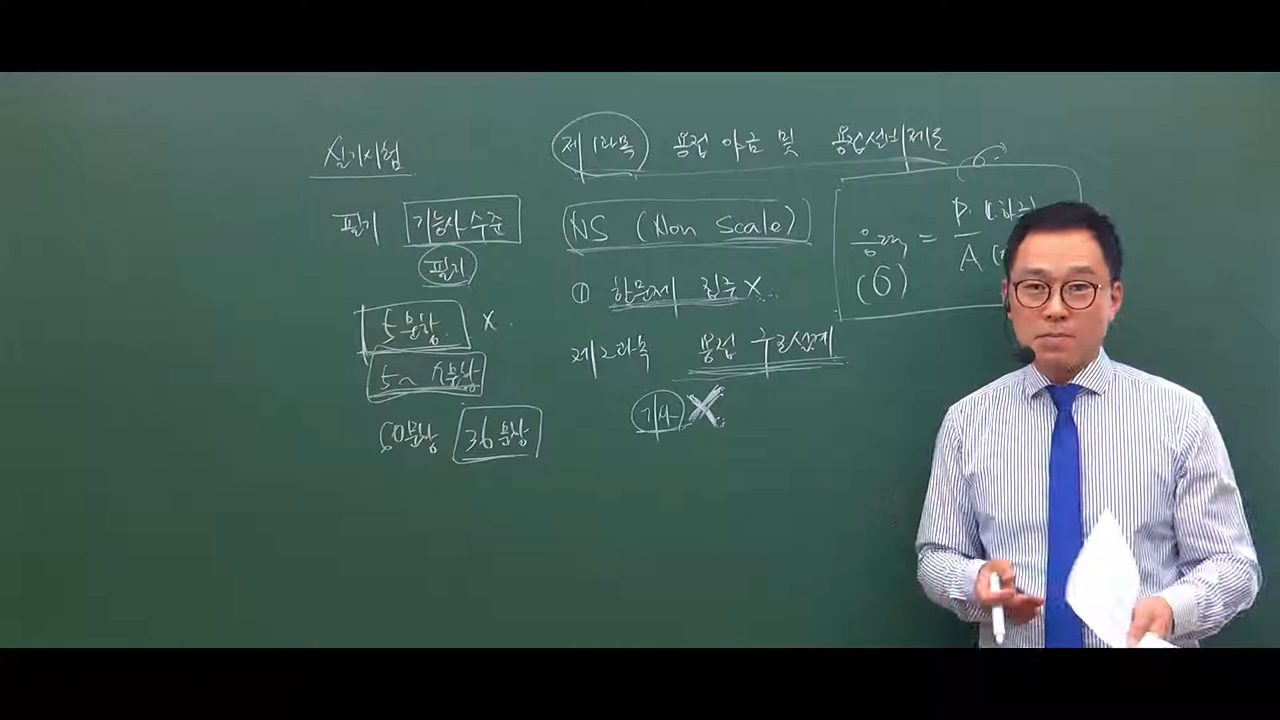 실기시험
필기 기능사수준
필기
5문항 X
5~ 문항
60문항 36문항
제1과목 용접야금 및 용접설비제도
NS (Non Scale)
① 한문제 집중 X
제2과목 용접 구조설계
기사 X
응력 = P (하중
A (
(σ)
σ